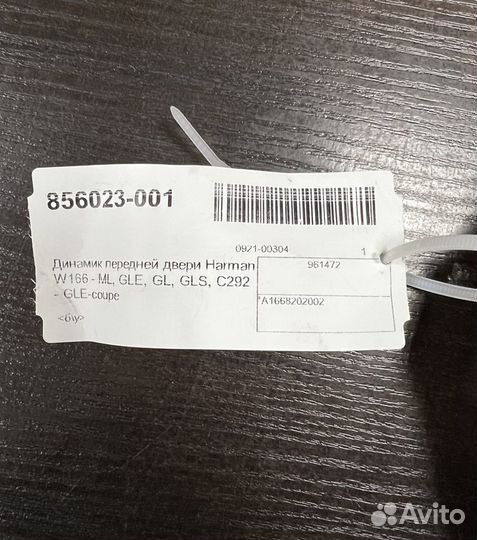 856023-001
0921-00304 1
Динамик передней двери Harman
W166 - ML, GLE, GL, GLS, C292
- GLE-coupe
<б\у>
961472
A1668202002
Avito